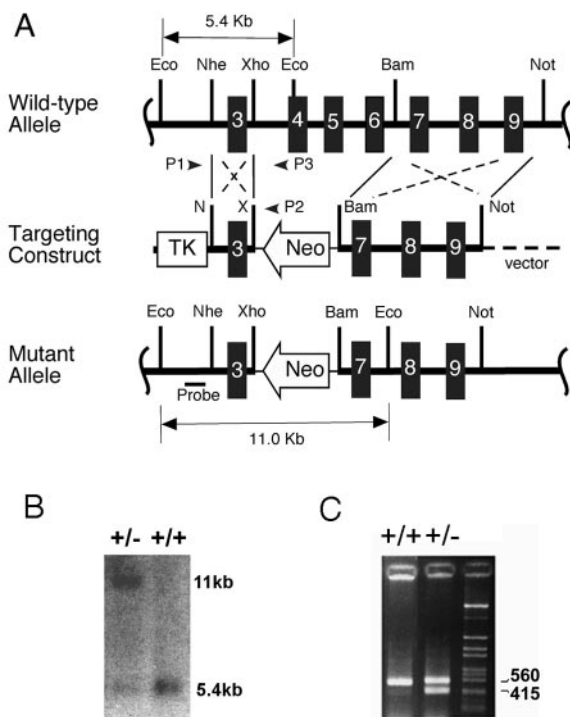 A
5.4 Kb
Eco Nhe Xho Eco Bam Not
Wild-type
Allele
3 4 5 6 7 8 9
P1 x P3
N X P2 Bam Not
Targeting
Construct
TK 3 Neo 7 8 9
vector
Eco Nhe Xho Bam Eco Not
Mutant
Allele
3 Neo 7 8 9
Probe
11.0 Kb
B
+/- +/+
11kb
5.4kb
C
+/+ +/-
560
415